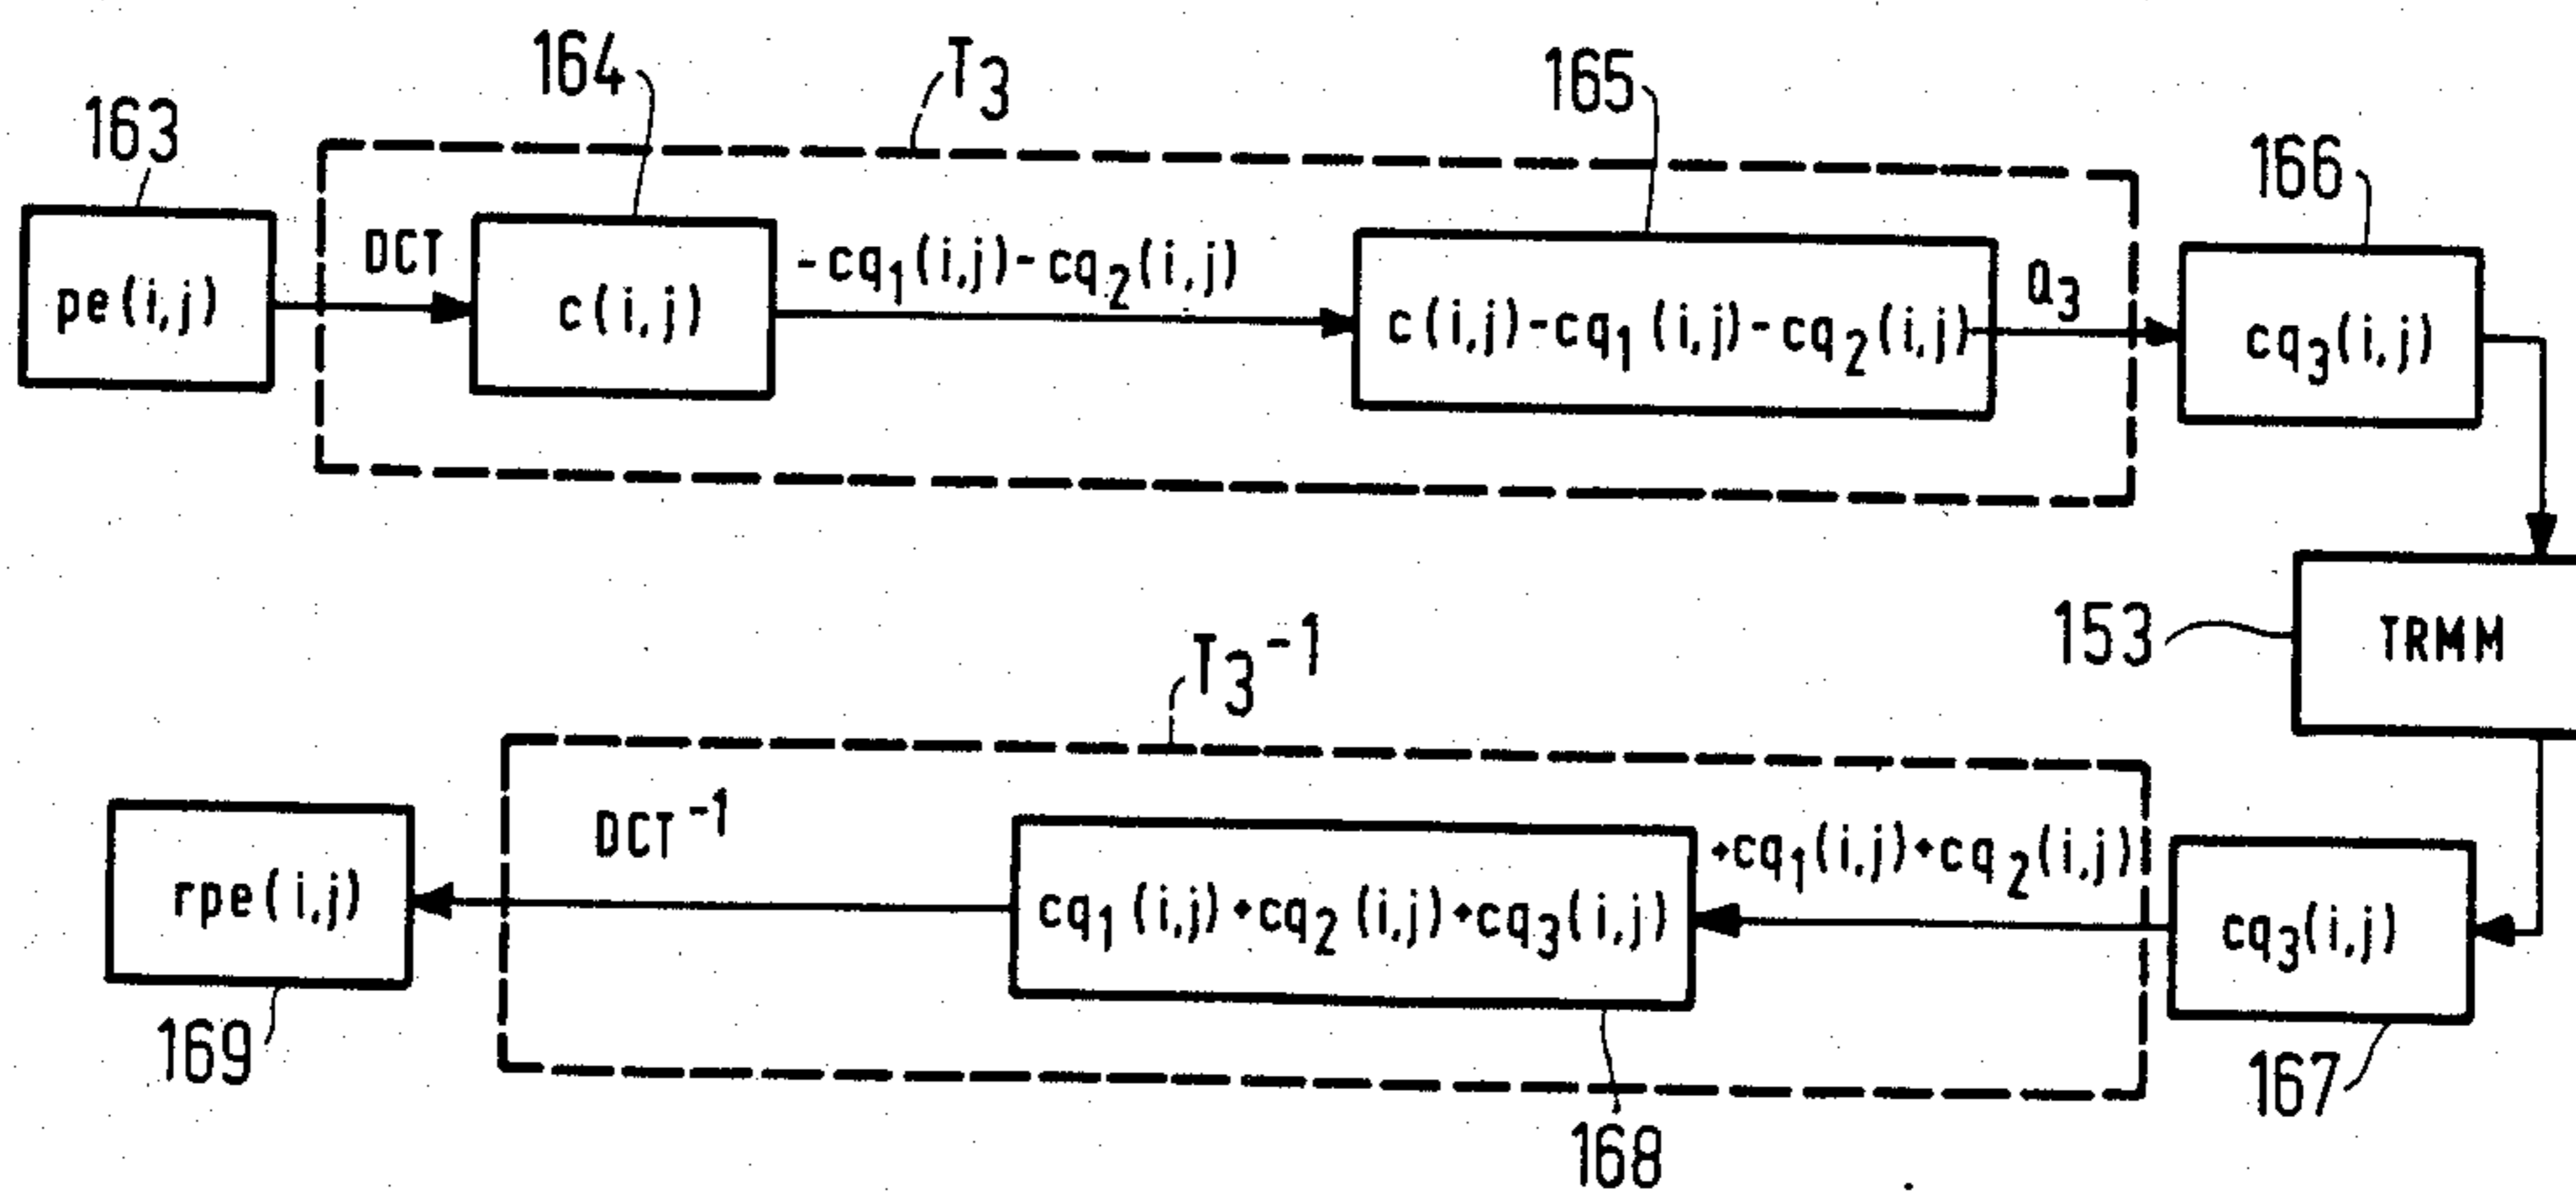 163
164
T3
165
166
pe(i,j)
DCT
c(i,j)
-cq1(i,j)-cq2(i,j)
c(i,j)-cq1(i,j)-cq2(i,j)
Q3
cq3(i,j)
153
TRMM
T3-1
rpe(i,j)
DCT-1
cq1(i,j)+cq2(i,j)+cq3(i,j)
+cq1(i,j)+cq2(i,j)
cq3(i,j)
169
168
167